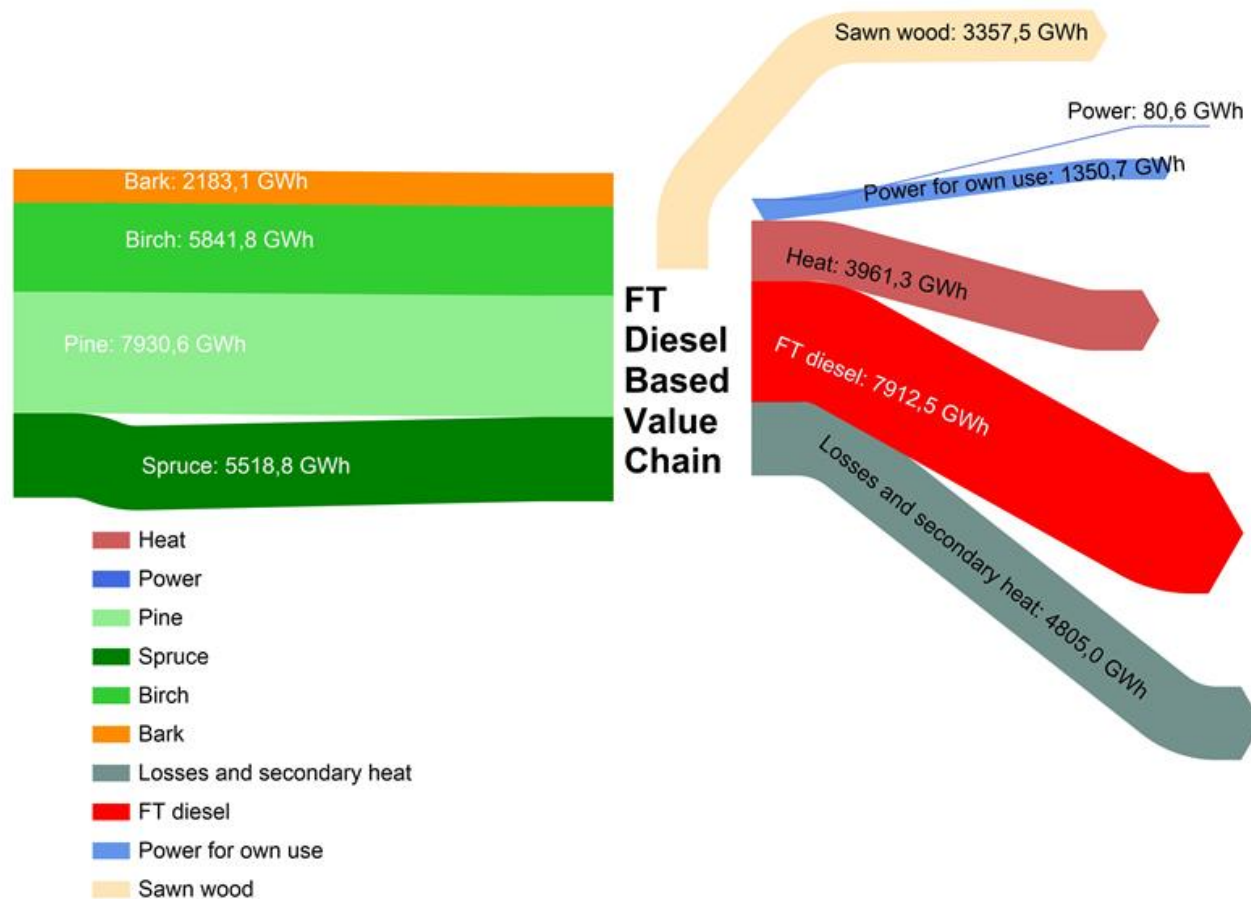 Sawn wood: 3357,5 GWh
Power: 80,6 GWh
Power for own use: 1350,7 GWh
Bark: 2183,1 GWh
Birch: 5841,8 GWh
Heat: 3961,3 GWh
Pine: 7930,6 GWh
FT
Diesel
Based
Value
Chain
FT diesel: 7912,5 GWh
Spruce: 5518,8 GWh
Losses and secondary heat: 4805,0 GWh
Heat
Power
Pine
Spruce
Birch
Bark
Losses and secondary heat
FT diesel
Power for own use
Sawn wood